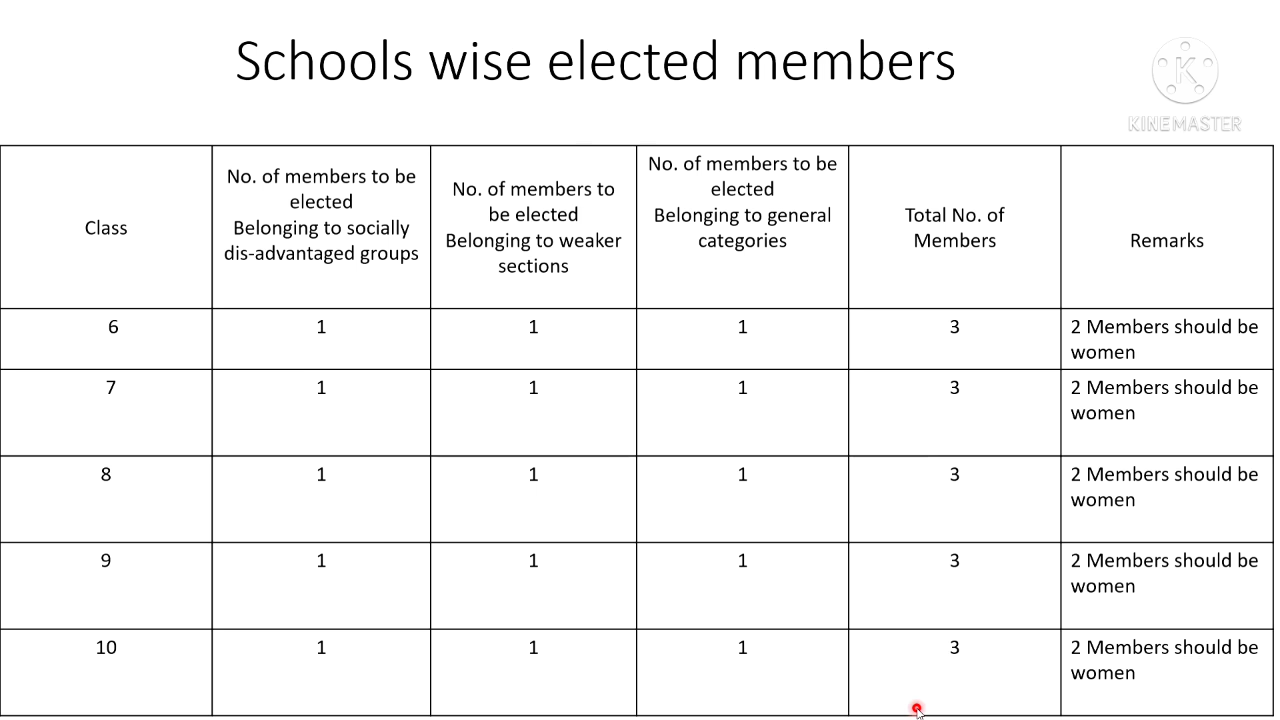 Schools wise elected members
KINEMASTER
Class
No. of members to be
elected
Belonging to socially
dis-advantaged groups
No. of members to
be elected
Belonging to weaker
sections
No. of members to be
elected
Belonging to general
categories
Total No. of
Members
Remarks
6 1 1 1 3 2 Members should be
women
7 1 1 1 3 2 Members should be
women
8 1 1 1 3 2 Members should be
women
9 1 1 1 3 2 Members should be
women
10 1 1 1 3 2 Members should be
women